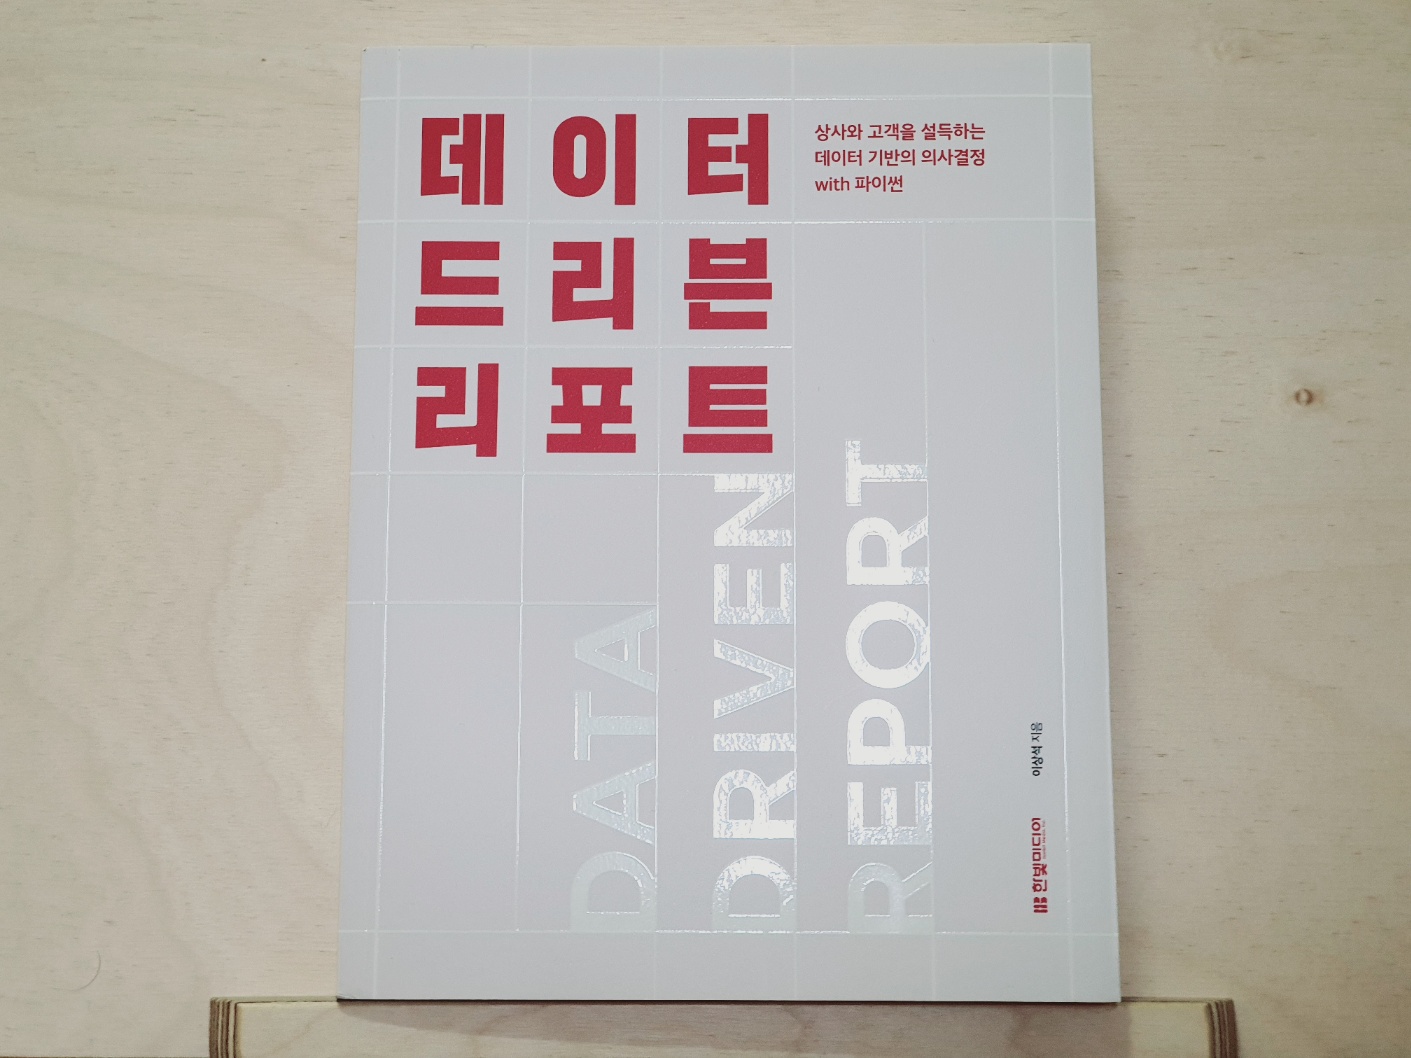 데이터
드리븐
리포트
상사와 고객을 설득하는
데이터 기반의 의사결정
with 파이썬
DATA
DRIVEN
REPORT
이상석 지음
한빛미디어